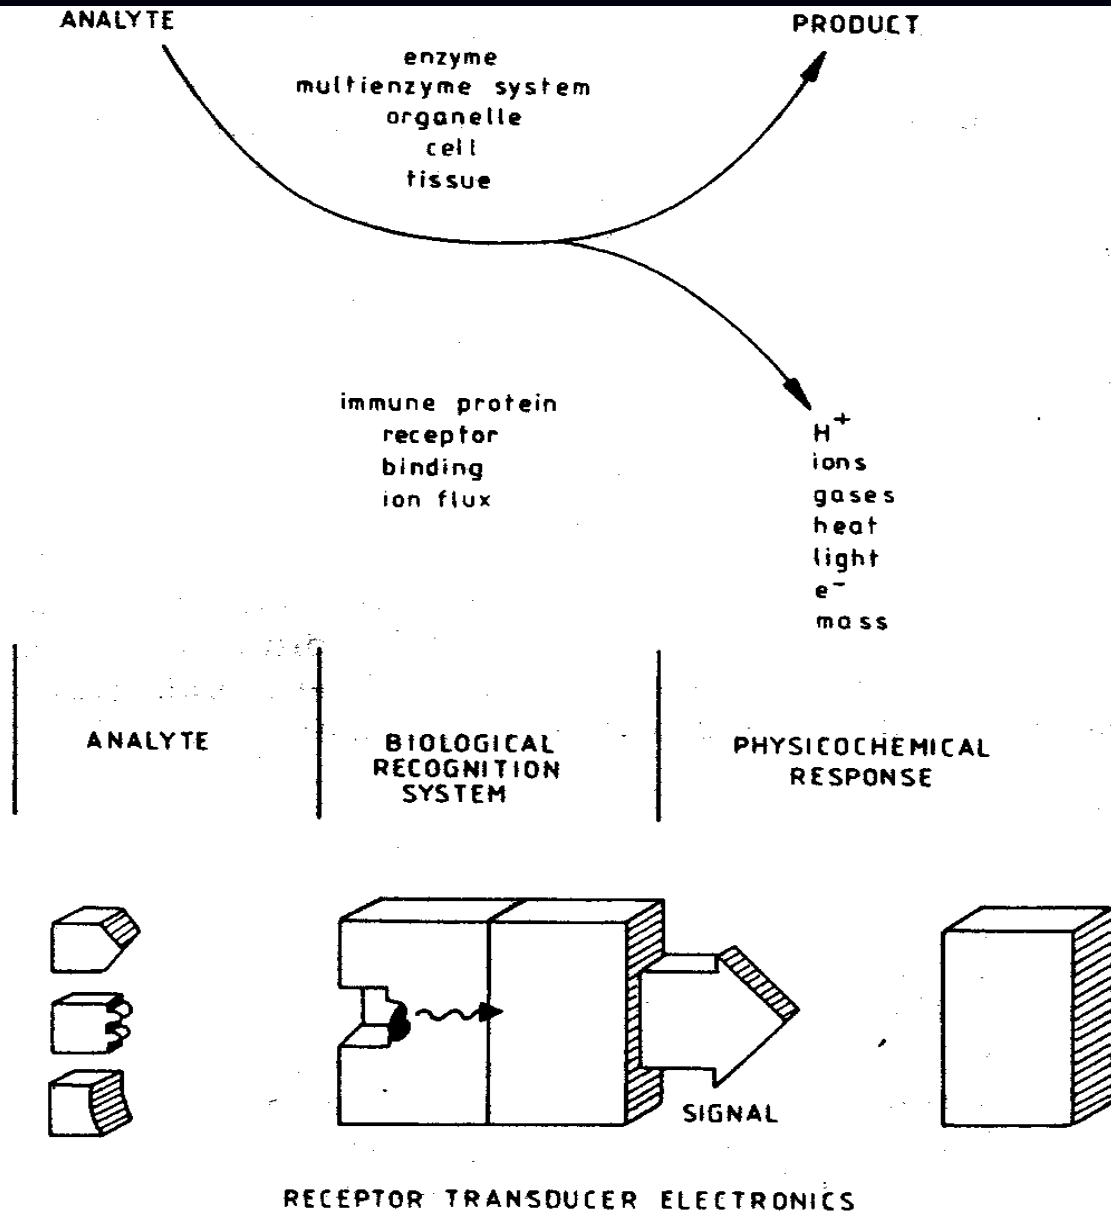 ANALYTE
PRODUCT
enzyme
multienzyme system
organelle
cell
tissue
immune protein
receptor
binding
ion flux
H+
ions
gases
heat
light
e-
mass
ANALYTE
BIOLOGICAL
RECOGNITION
SYSTEM
PHYSICOCHEMICAL
RESPONSE
SIGNAL
RECEPTOR TRANSDUCER ELECTRONICS